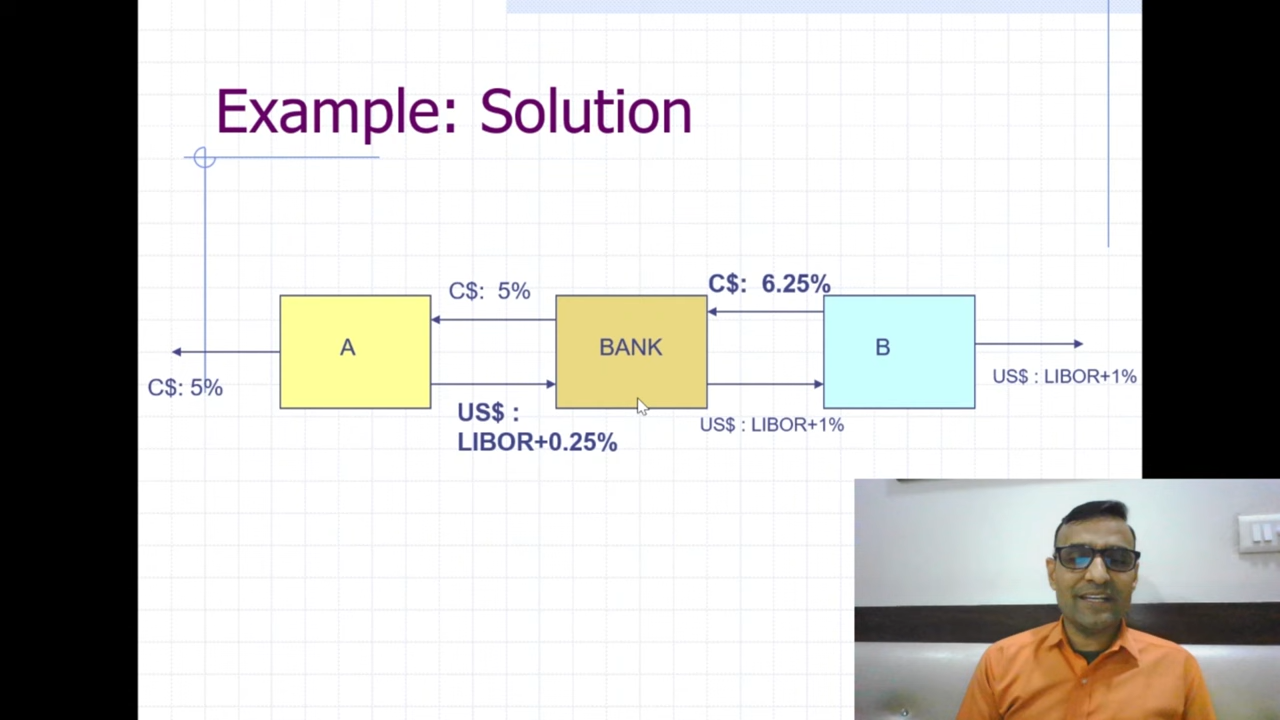 Example: Solution
C$: 5%
C$: 6.25%
A
BANK
B
C$: 5%
US$ :
LIBOR+0.25%
US$ : LIBOR+1%
US$ : LIBOR+1%